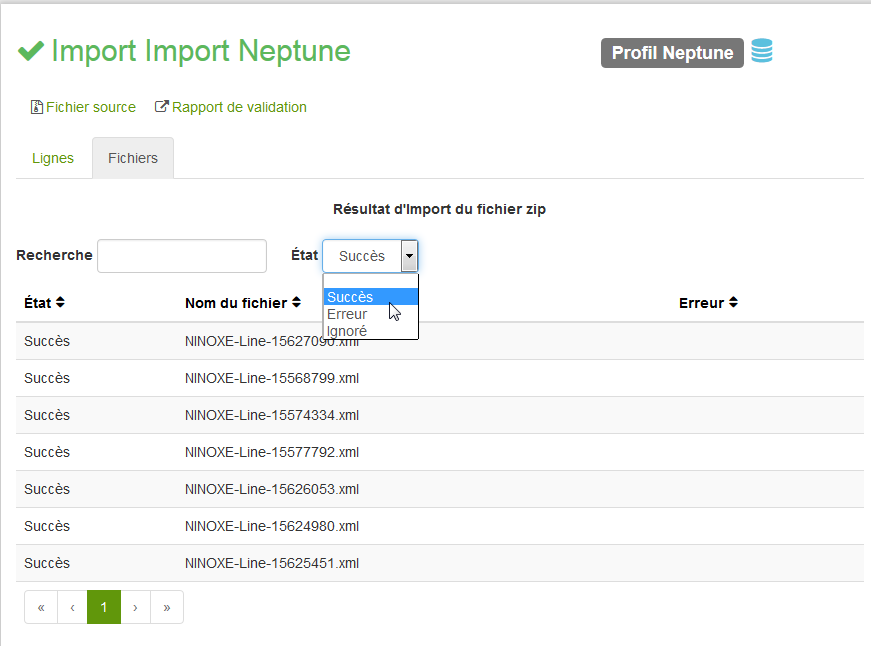 Import Import Neptune
Profil Neptune
Fichier source Rapport de validation
Lignes Fichiers
Résultat d'Import du fichier zip
Recherche État Succès
Succès
Erreur
Ignoré
État Nom du fichier Erreur
Succès NINOXE-Line-15627090.xml
Succès NINOXE-Line-15568799.xml
Succès NINOXE-Line-15574334.xml
Succès NINOXE-Line-15577792.xml
Succès NINOXE-Line-15626053.xml
Succès NINOXE-Line-15624980.xml
Succès NINOXE-Line-15625451.xml
« ‹ 1 › »